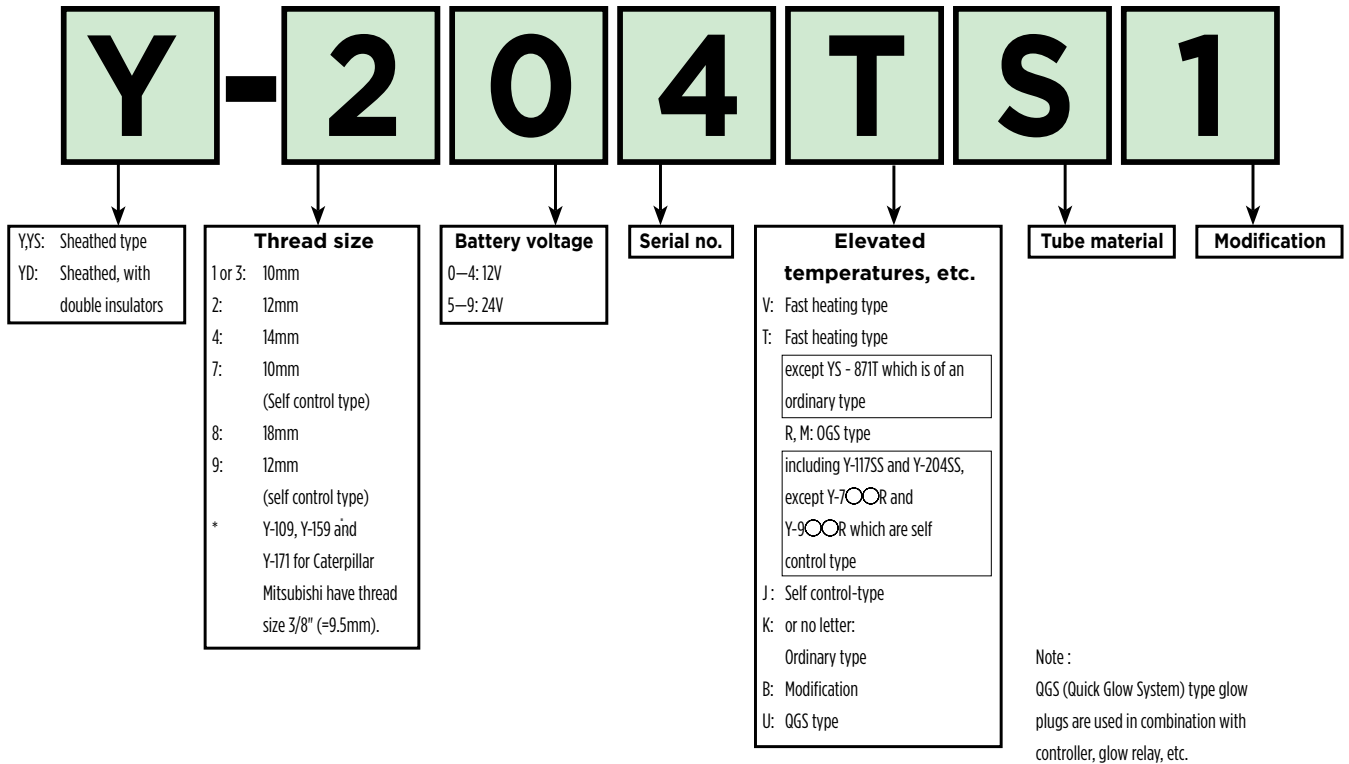 Y-204TS1
Y,YS: Sheathed type
YD: Sheathed, with
double insulators
Thread size
1 or 3: 10mm
2: 12mm
4: 14mm
7: 10mm
(Self control type)
8: 18mm
9: 12mm
(self control type)
* Y-109, Y-159 and
Y-171 for Caterpillar
Mitsubishi have thread
size 3/8" (=9.5mm).
Battery voltage
0—4: 12V
5—9: 24V
Serial no.
Elevated
temperatures, etc.
V: Fast heating type
T: Fast heating type
except YS - 871T which is of an
ordinary type
R, M: QGS type
including Y-117SS and Y-204SS,
except Y-7○○R and
Y-9○○R which are self
control type
J : Self control-type
K: or no letter:
Ordinary type
B: Modification
U: QGS type
Tube material
Modification
Note :
QGS (Quick Glow System) type glow
plugs are used in combination with
controller, glow relay, etc.